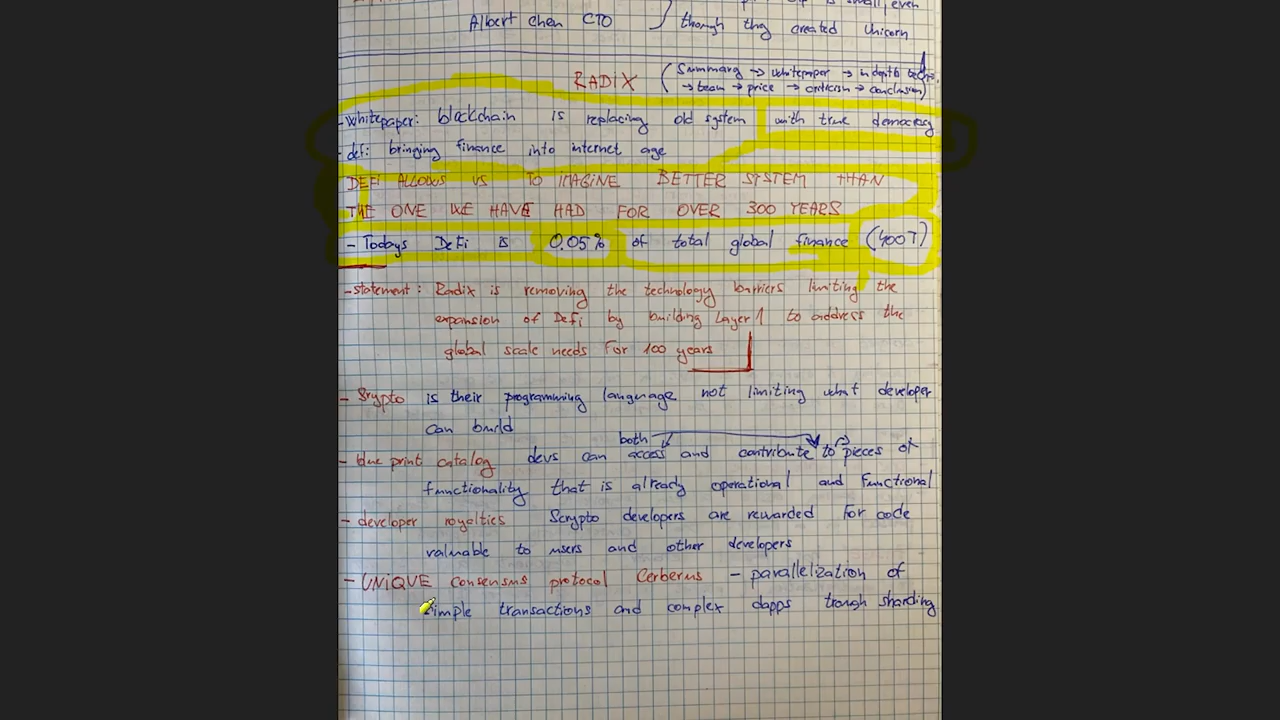 is small, even
Albert chen CTO
though thy created Unicorn
RADIX
(Summary → whitepaper → in depth tech.
→ team → price → criticism → conclusion)
- Whitepaper: blockchain is replacing old system with true democracy
defi: bringing finance into internet age
DEFI ALLOWS US TO IMAGINE BETTER SYSTEM THAN
THE ONE WE HAVE HAD FOR OVER 300 YEARS
- Todays DeFi is 0.05% of total global finance (400T)
- statement: Radix is removing the technology barriers limiting the
expansion of Defi by building Layer 1 to address the
global scale needs for 100 years
- Srypto is their programming language not limiting what developer
can build
both
- blue print catalog devs can access and contribute to pieces of
functionality that is already operational and functional
- developer royalties Scrypto developers are rewarded for code
valuable to users and other developers
- UNIQUE consensus protocol Cerberus - parallelization of
simple transactions and complex dapps trough sharding